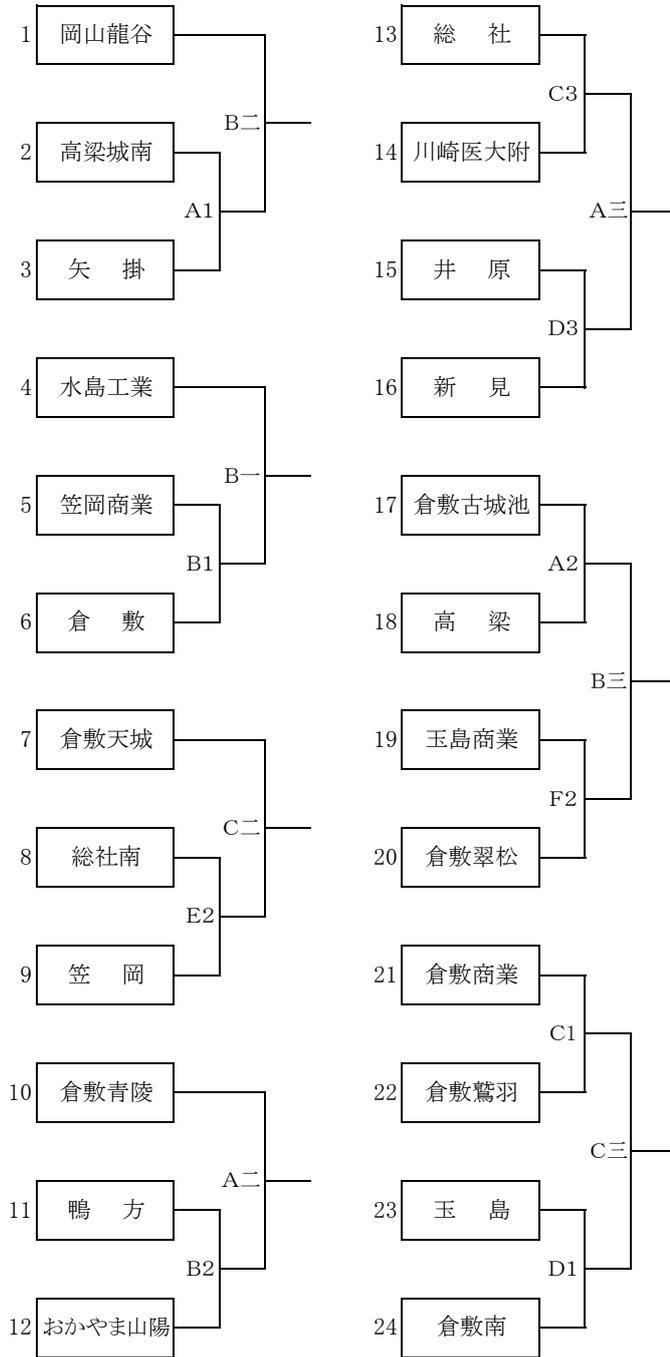 1 岡山龍谷
B二
2 高梁城南
A1
3 矢　掛
4 水島工業
B一
5 笠岡商業
B1
6 倉　敷
7 倉敷天城
C二
8 総社南
E2
9 笠　岡
10 倉敷青陵
A二
11 鴨　方
B2
12 おかやま山陽
13 総　社
C3
14 川崎医大附
A三
15 井　原
D3
16 新　見
17 倉敷古城池
A2
18 高　梁
B三
19 玉島商業
F2
20 倉敷翠松
21 倉敷商業
C1
22 倉敷鷲羽
C三
23 玉　島
D1
24 倉敷南